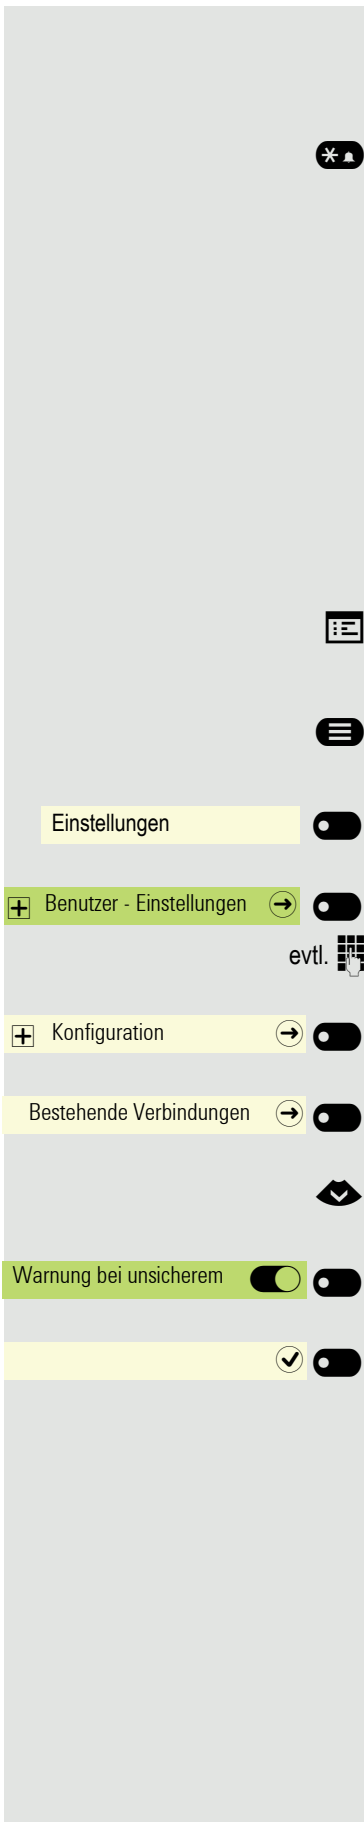 Einstellungen
Benutzer - Einstellungen
evtl.
Konfiguration
Bestehende Verbindungen
Warnung bei unsicherem